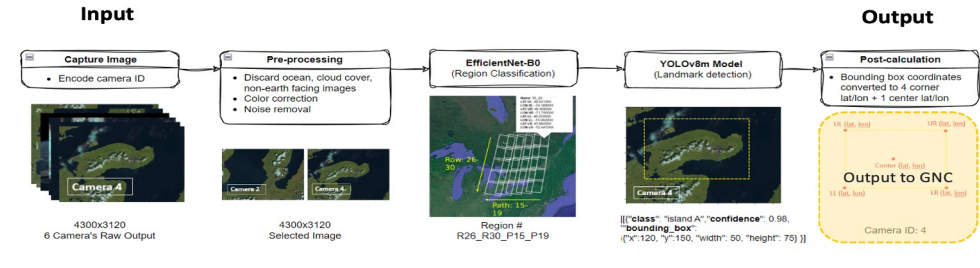 Input
Output
Capture Image
Encode camera ID
Pre-processing
Discard ocean, cloud cover,
non-earth facing images
Color correction
Noise removal
EfficientNet-B0
(Region Classification)
YOLOv8m Model
(Landmark detection)
Post-calculation
Bounding box coordinates
converted to 4 corner
lat/lon + 1 center lat/lon
Camera 4
4300x3120
6 Camera's Raw Output
Camera 2
Camera 4
4300x3120
Selected Image
Row: 26-
30
Path: 15-
19
Region #
R26_R30_P15_P19
Camera 4
[[{"class": "island A","confidence": 0.98,
"bounding_box":
{"x":120, "y":150, "width": 50, "height": 75} }]
UL (lat, lon)
UR (lat, lon)
Center (lat, lon)
Output to GNC
LL (lat, lon)
LR (lat, lon)
Camera ID: 4